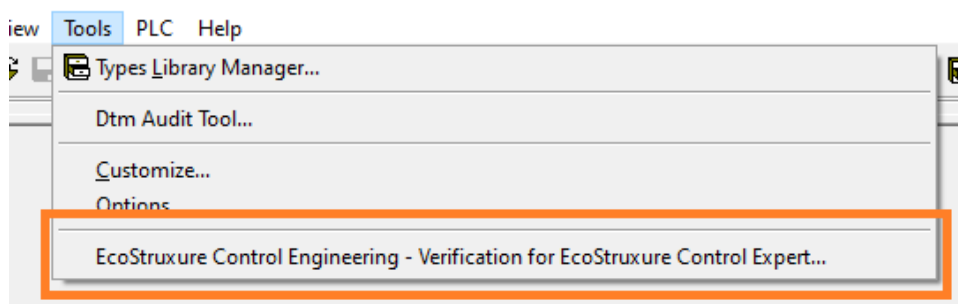 iew Tools PLC Help
Types Library Manager...
Dtm Audit Tool...
Customize...
Options
EcoStruxure Control Engineering - Verification for EcoStruxure Control Expert...